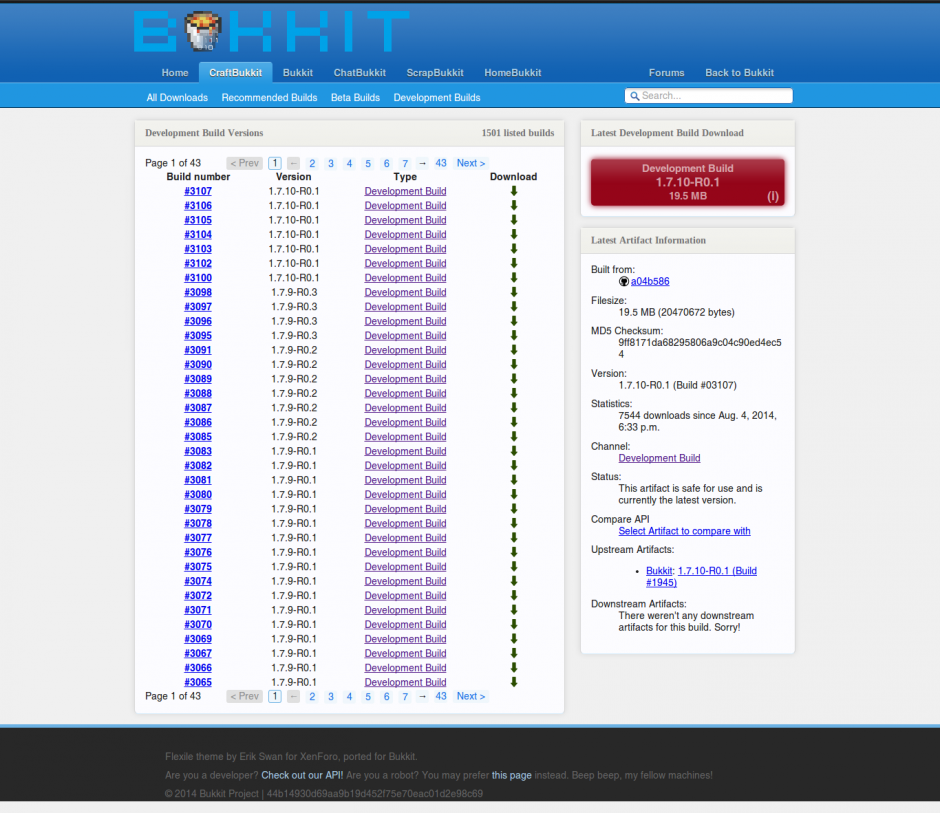 BUKKIT
Home CraftBukkit Bukkit ChatBukkit ScrapBukkit HomeBukkit Forums Back to Bukkit
All Downloads Recommended Builds Beta Builds Development Builds Search...
Development Build Versions 1501 listed builds
Page 1 of 43 < Prev 1 ← 2 3 4 5 6 7 → 43 Next >
Build number Version Type Download
#3107 1.7.10-R0.1 Development Build
#3106 1.7.10-R0.1 Development Build
#3105 1.7.10-R0.1 Development Build
#3104 1.7.10-R0.1 Development Build
#3103 1.7.10-R0.1 Development Build
#3102 1.7.10-R0.1 Development Build
#3100 1.7.10-R0.1 Development Build
#3098 1.7.9-R0.3 Development Build
#3097 1.7.9-R0.3 Development Build
#3096 1.7.9-R0.3 Development Build
#3095 1.7.9-R0.3 Development Build
#3091 1.7.9-R0.2 Development Build
#3090 1.7.9-R0.2 Development Build
#3089 1.7.9-R0.2 Development Build
#3088 1.7.9-R0.2 Development Build
#3087 1.7.9-R0.2 Development Build
#3086 1.7.9-R0.2 Development Build
#3085 1.7.9-R0.2 Development Build
#3083 1.7.9-R0.1 Development Build
#3082 1.7.9-R0.1 Development Build
#3081 1.7.9-R0.1 Development Build
#3080 1.7.9-R0.1 Development Build
#3079 1.7.9-R0.1 Development Build
#3078 1.7.9-R0.1 Development Build
#3077 1.7.9-R0.1 Development Build
#3076 1.7.9-R0.1 Development Build
#3075 1.7.9-R0.1 Development Build
#3074 1.7.9-R0.1 Development Build
#3072 1.7.9-R0.1 Development Build
#3071 1.7.9-R0.1 Development Build
#3070 1.7.9-R0.1 Development Build
#3069 1.7.9-R0.1 Development Build
#3067 1.7.9-R0.1 Development Build
#3066 1.7.9-R0.1 Development Build
#3065 1.7.9-R0.1 Development Build
Page 1 of 43 < Prev 1 ← 2 3 4 5 6 7 → 43 Next >
Latest Development Build Download
Development Build
1.7.10-R0.1
19.5 MB (i)
Latest Artifact Information
Built from:
a04b586
Filesize:
19.5 MB (20470672 bytes)
MD5 Checksum:
9ff8171da68295806a9c04c90ed4ec5
4
Version:
1.7.10-R0.1 (Build #03107)
Statistics:
7544 downloads since Aug. 4, 2014,
6:33 p.m.
Channel:
Development Build
Status:
This artifact is safe for use and is
currently the latest version.
Compare API
Select Artifact to compare with
Upstream Artifacts:
• Bukkit: 1.7.10-R0.1 (Build
#1945)
Downstream Artifacts:
There weren't any downstream
artifacts for this build. Sorry!
Flexile theme by Erik Swan for XenForo, ported for Bukkit.
Are you a developer? Check out our API! Are you a robot? You may prefer this page instead. Beep beep, my fellow machines!
© 2014 Bukkit Project | 44b14930d69aa9b19d452f75e70eac01d2e98c69